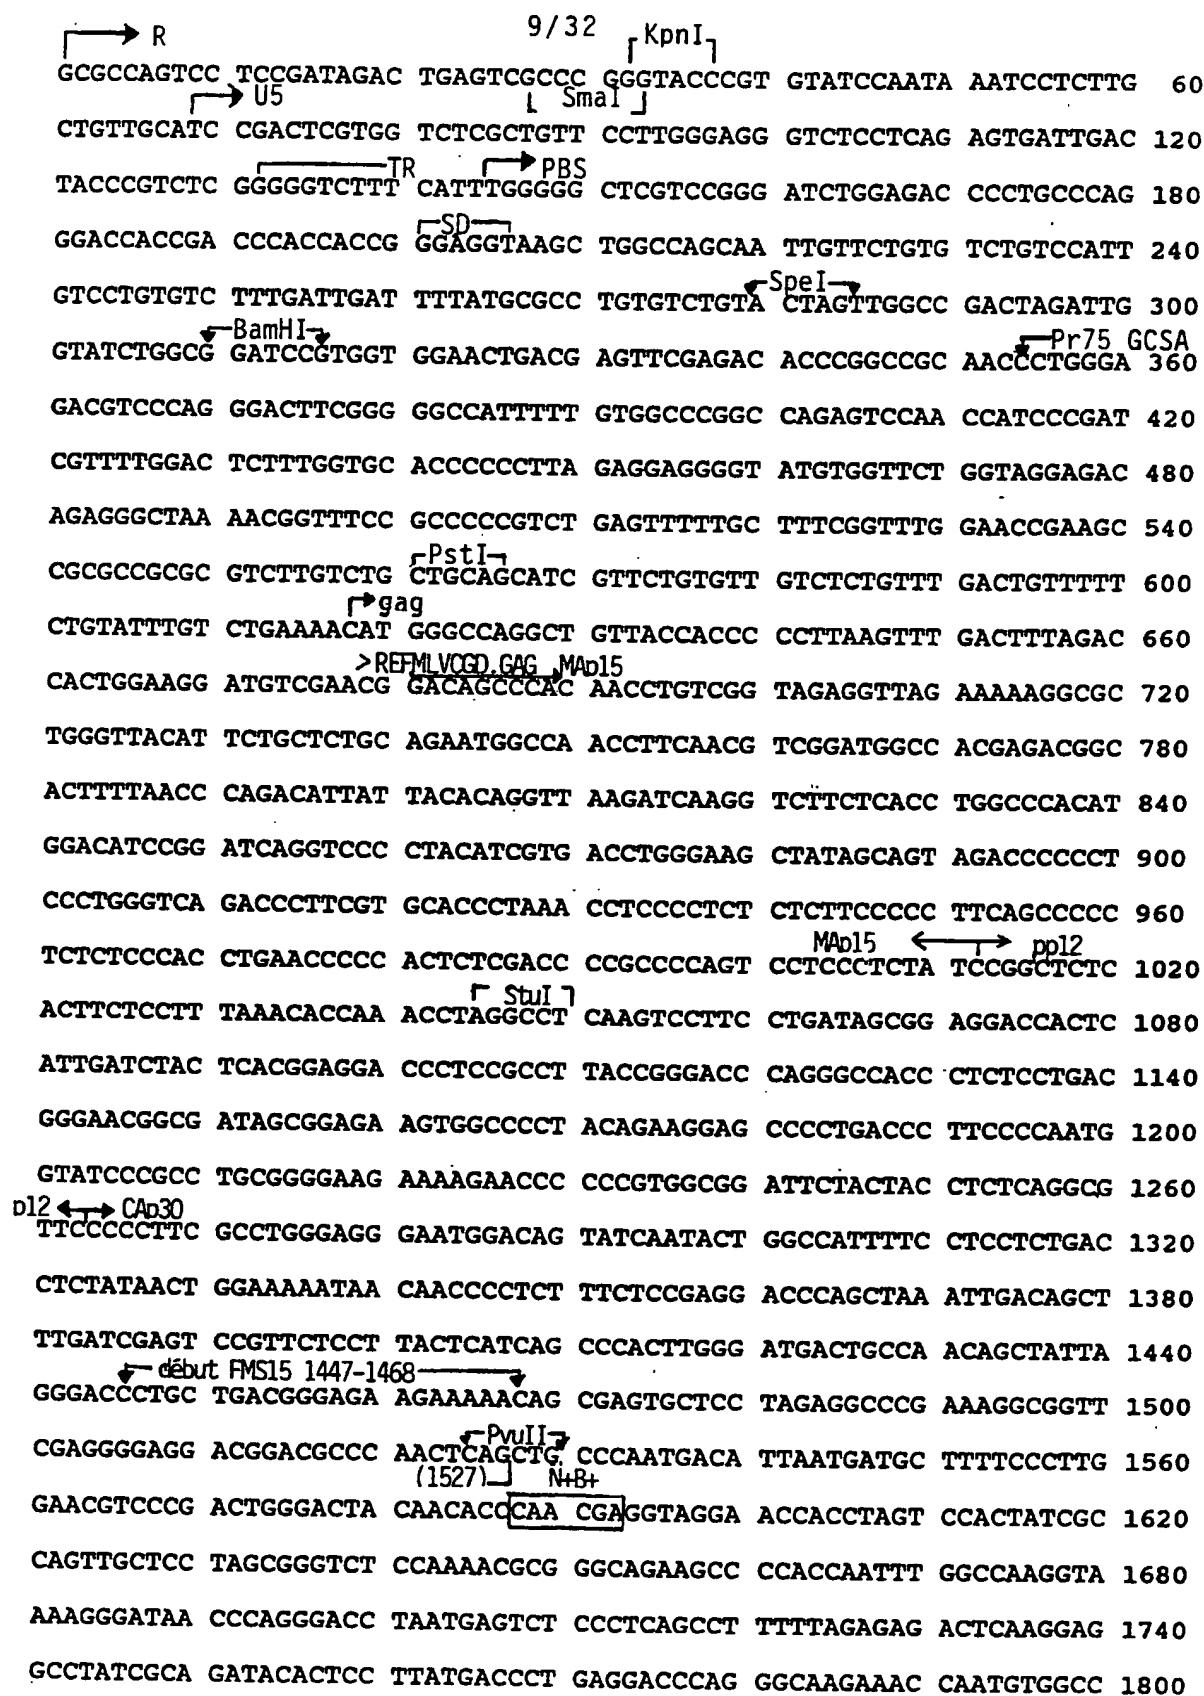 9/32
R KpnI
GCGCCAGTCC TCCGATAGAC TGAGTCGCCC GGGTACCCGT GTATCCAATA AATCCTCTTG 60
U5 SmaI
CTGTTGCATC CGACTCGTGG TCTCGCTGTT CCTTGGGAGG GTCTCCTCAG AGTGATTGAC 120
TR PBS
TACCCGTCTC GGGGGTCTTT CATTTGGGGG CTCGTCCGGG ATCTGGAGAC CCCTGCCCAG 180
SD
GGACCACCGA CCCACCACCG GGAGGTAAGC TGGCCAGCAA TTGTTCTGTG TCTGTCCATT 240
SpeI
GTCCTGTGTC TTTGATTGAT TTTATGCGCC TGTGTCTGTA CTAGTTGGCC GACTAGATTG 300
BamHI Pr75 GCSA
GTATCTGGCG GATCCGTGGT GGAACTGACG AGTTCGAGAC ACCCGGCCGC AACCCTGGGA 360
GACGTCCCAG GGACTTCGGG GGCCATTTTT GTGGCCCGGC CAGAGTCCAA CCATCCCGAT 420
CGTTTTGGAC TCTTTGGTGC ACCCCCCTTA GAGGAGGGGT ATGTGGTTCT GGTAGGAGAC 480
AGAGGGCTAA AACGGTTTCC GCCCCCGTCT GAGTTTTTGC TTTCGGTTTG GAACCGAAGC 540
PstI
CGCGCCGCGC GTCTTGTCTG CTGCAGCATC GTTCTGTGTT GTCTCTGTTT GACTGTTTTT 600
gag
CTGTATTTGT CTGAAAACAT GGGCCAGGCT GTTACCACCC CCTTAAGTTT GACTTTAGAC 660
>REFMLVCGD.GAG MAp15
CACTGGAAGG ATGTCGAACG GACAGCCCAC AACCTGTCGG TAGAGGTTAG AAAAAGGCGC 720
TGGGTTACAT TCTGCTCTGC AGAATGGCCA ACCTTCAACG TCGGATGGCC ACGAGACGGC 780
ACTTTTAACC CAGACATTAT TACACAGGTT AAGATCAAGG TCTTCTCACC TGGCCCACAT 840
GGACATCCGG ATCAGGTCCC CTACATCGTG ACCTGGGAAG CTATAGCAGT AGACCCCCCT 900
CCCTGGGTCA GACCCTTCGT GCACCCTAAA CCTCCCCTCT CTCTTCCCCC TTCAGCCCCC 960
MAp15 pp12
TCTCTCCCAC CTGAACCCCC ACTCTCGACC CCGCCCCAGT CCTCCCTCTA TCCGGCTCTC 1020
StuI
ACTTCTCCTT TAAACACCAA ACCTAGGCCT CAAGTCCTTC CTGATAGCGG AGGACCACTC 1080
ATTGATCTAC TCACGGAGGA CCCTCCGCCT TACCGGGACC CAGGGCCACC CTCTCCTGAC 1140
GGGAACGGCG ATAGCGGAGA AGTGGCCCCT ACAGAAGGAG CCCCTGACCC TTCCCCAATG 1200
GTATCCCGCC TGCGGGGAAG AAAAGAACCC CCCGTGGCGG ATTCTACTAC CTCTCAGGCG 1260
p12 CAp30
TTCCCCCTTC GCCTGGGAGG GAATGGACAG TATCAATACT GGCCATTTTC CTCCTCTGAC 1320
CTCTATAACT GGAAAAATAA CAACCCCTCT TTCTCCGAGG ACCCAGCTAA ATTGACAGCT 1380
TTGATCGAGT CCGTTCTCCT TACTCATCAG CCCACTTGGG ATGACTGCCA ACAGCTATTA 1440
début FMS15 1447-1468
GGGACCCTGC TGACGGGAGA AGAAAAACAG CGAGTGCTCC TAGAGGCCCG AAAGGCGGTT 1500
PvuII
CGAGGGGAGG ACGGACGCCC AACTCAGCTG CCCAATGACA TTAATGATGC TTTTCCCTTG 1560
(1527) N+B+
GAACGTCCCG ACTGGGACTA CAACACCCAA CGAGGTAGGA ACCACCTAGT CCACTATCGC 1620
CAGTTGCTCC TAGCGGGTCT CCAAAACGCG GGCAGAAGCC CCACCAATTT GGCCAAGGTA 1680
AAAGGGATAA CCCAGGGACC TAATGAGTCT CCCTCAGCCT TTTTAGAGAG ACTCAAGGAG 1740
GCCTATCGCA GATACACTCC TTATGACCCT GAGGACCCAG GGCAAGAAAC CAATGTGGCC 1800